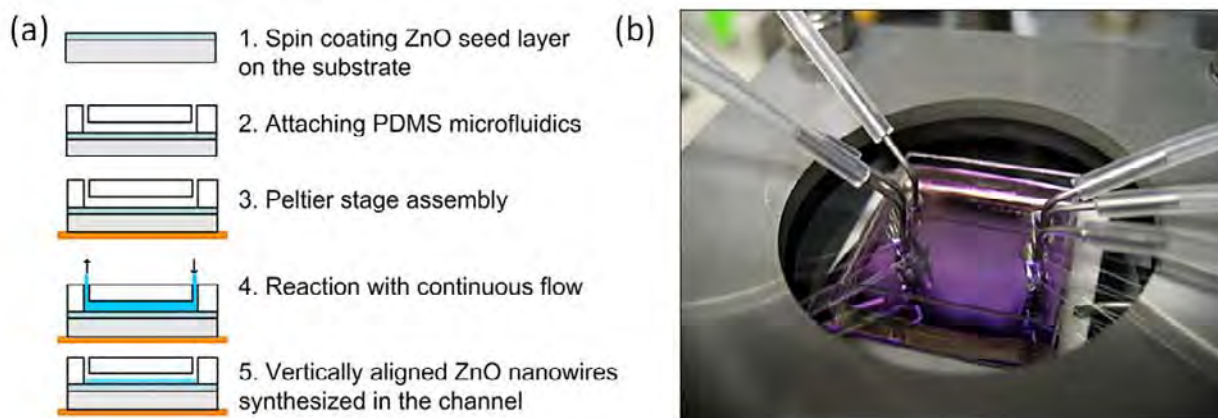 (a)
1. Spin coating ZnO seed layer
on the substrate
2. Attaching PDMS microfluidics
3. Peltier stage assembly
4. Reaction with continuous flow
5. Vertically aligned ZnO nanowires
synthesized in the channel
(b)